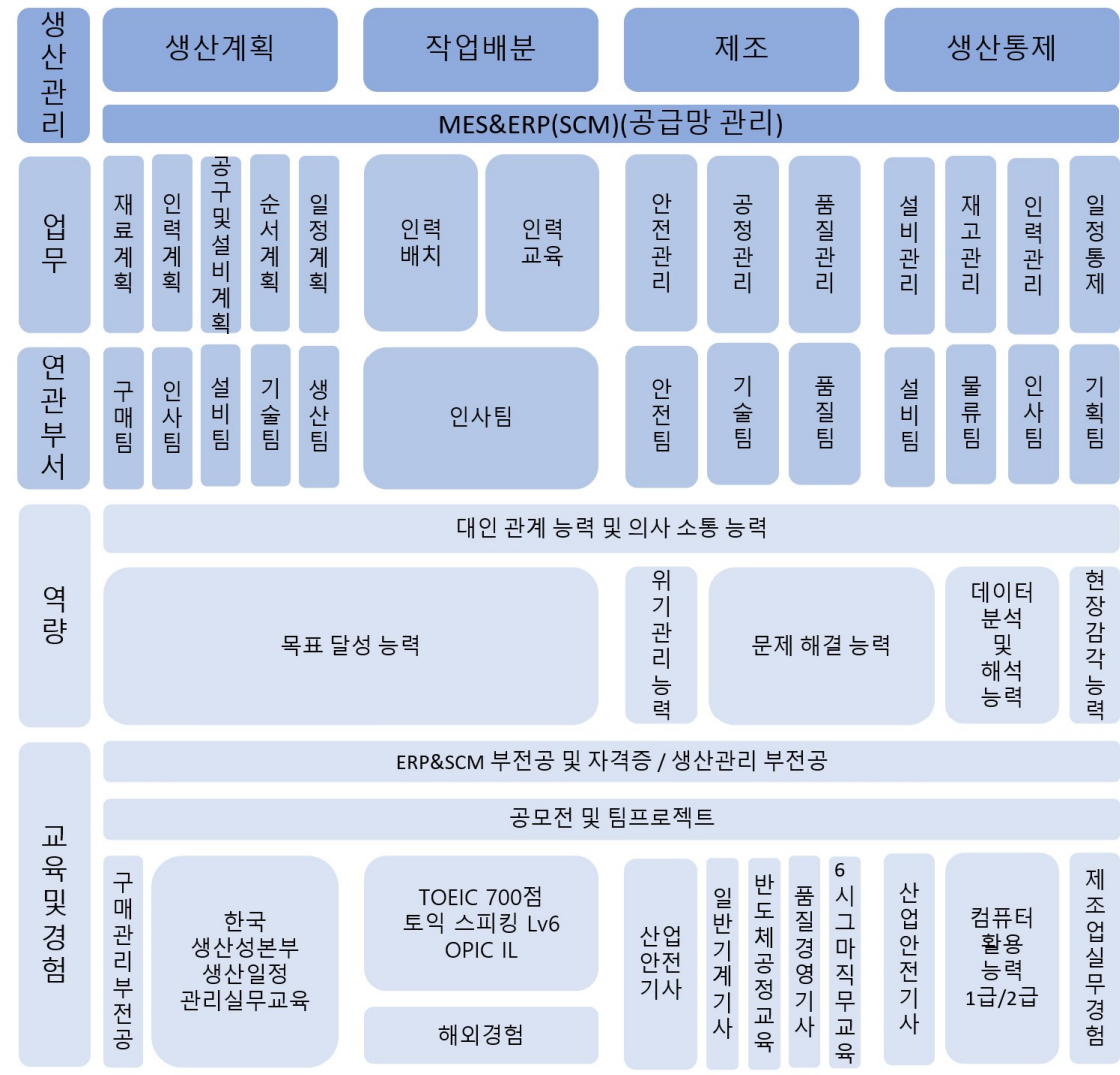 생산관리
생산계획
작업배분
제조
생산통제
MES&ERP(SCM)(공급망 관리)
업무
재료계획
인력계획
공구및설비계획
순서계획
일정계획
인력
배치
인력
교육
안전관리
공정관리
품질관리
설비관리
재고관리
인력관리
일정통제
연관부서
구매팀
인사팀
설비팀
기술팀
생산팀
인사팀
안전팀
기술팀
품질팀
설비팀
물류팀
인사팀
기획팀
역량
대인 관계 능력 및 의사 소통 능력
목표 달성 능력
위기관리능력
문제 해결 능력
데이터
분석
및
해석
능력
현장감각능력
교육및경험
ERP&SCM 부전공 및 자격증 / 생산관리 부전공
공모전 및 팀프로젝트
구매관리부전공
한국
생산성본부
생산일정
관리실무교육
TOEIC 700점
토익 스피킹 Lv6
OPIC IL
해외경험
산업
안전
기사
일반기계기사
반도체공정교육
품질경영기사
6시그마직무교육
산업안전기사
컴퓨터
활용
능력
1급/2급
제조업실무경험